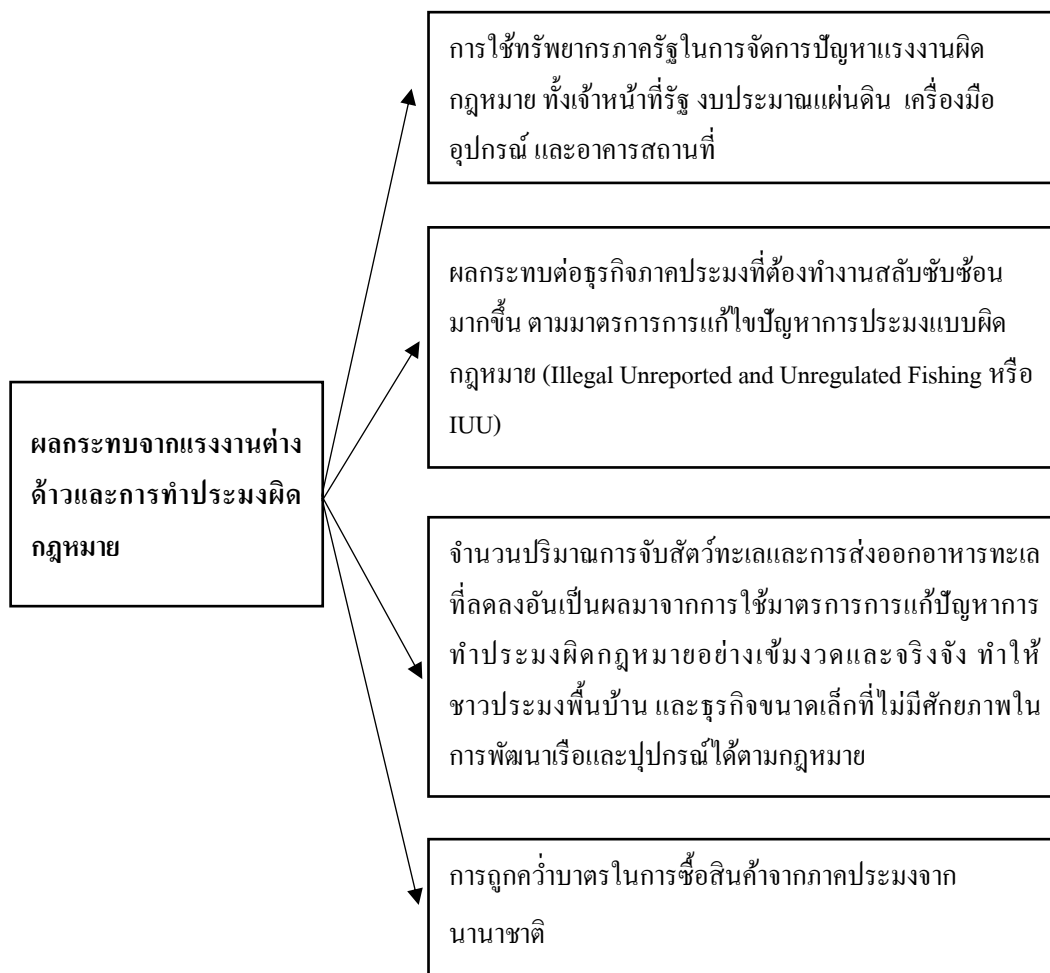 การใช้ทรัพยากรภาครัฐในการจัดการปัญหาแรงงานผิด
กฎหมาย ทั้งเจ้าหน้าที่รัฐ งบประมาณแผ่นดิน เครื่องมือ
อุปกรณ์ และอาคารสถานที่
ผลกระทบต่อธุรกิจภาคประมงที่ต้องทำงานสลับซับซ้อน
มากขึ้น ตามมาตรการการแก้ไขปัญหาการประมงแบบผิด
กฎหมาย (Illegal Unreported and Unregulated Fishing หรือ
IUU)
ผลกระทบจากแรงงานต่าง
ด้าวและการทำประมงผิด
กฎหมาย
จำนวนปริมาณการจับสัตว์ทะเลและการส่งออกอาหารทะเล
ที่ลดลงอันเป็นผลมาจากการใช้มาตรการการแก้ปัญหาการ
ทำประมงผิดกฎหมายอย่างเข้มงวดและจริงจัง ทำให้
ชาวประมงพื้นบ้าน และธุรกิจขนาดเล็กที่ไม่มีศักยภาพใน
การพัฒนาเรือและปุปกรณ์ได้ตามกฎหมาย
การถูกคว่ำบาตรในการซื้อสินค้าจากภาคประมงจาก
นานาชาติ